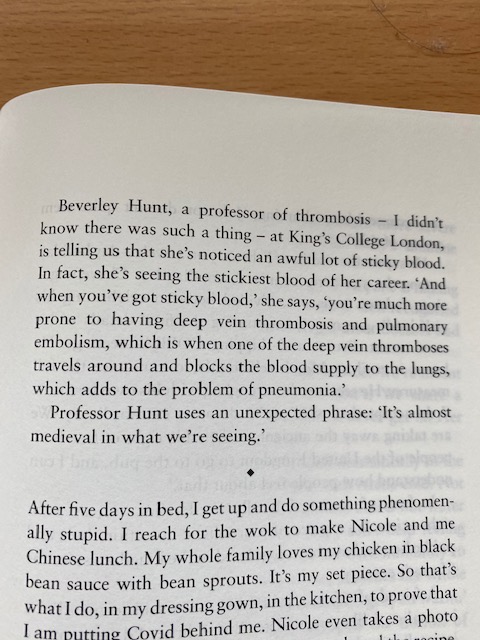 Beverley Hunt, a professor of thrombosis – I didn't
know there was such a thing – at King's College London,
is telling us that she's noticed an awful lot of sticky blood.
In fact, she's seeing the stickiest blood of her career. 'And
when you've got sticky blood,' she says, 'you're much more
prone to having deep vein thrombosis and pulmonary
embolism, which is when one of the deep vein thromboses
travels around and blocks the blood supply to the lungs,
which adds to the problem of pneumonia.'
Professor Hunt uses an unexpected phrase: 'It's almost
medieval in what we're seeing.'
◆
After five days in bed, I get up and do something phenomen-
ally stupid. I reach for the wok to make Nicole and me
Chinese lunch. My whole family loves my chicken in black
bean sauce with bean sprouts. It's my set piece. So that's
what I do, in my dressing gown, in the kitchen, to prove that
I am putting Covid behind me. Nicole even takes a photo